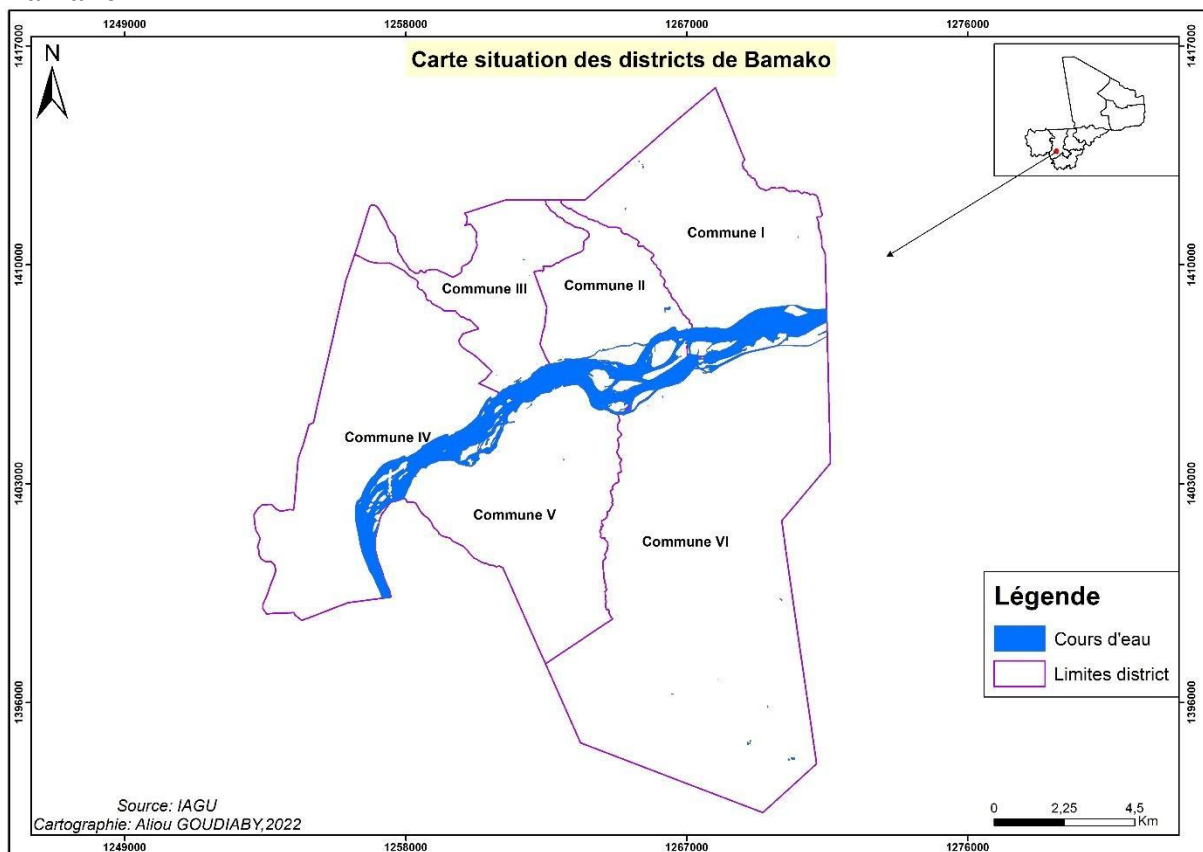 1249000 1258000 1267000 1276000
1417000 1417000
N
Carte situation des districts de Bamako
Commune I
1410000 1410000
Commune III
Commune II
Commune IV
1403000 1403000
Commune V
Commune VI
Légende
Cours d'eau
Limites district
1396000 1396000
Source: IAGU
Cartographie: Aliou GOUDIABY,2022
0 2,25 4,5
Km
1249000 1258000 1267000 1276000